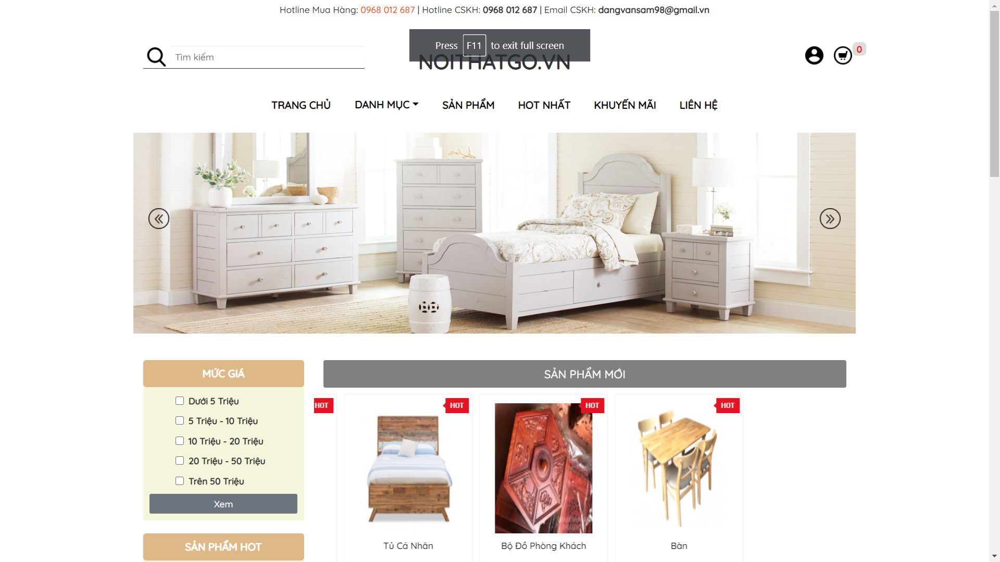 Hotline Mua Hàng: 0968 012 687 | Hotline CSKH: 0968 012 687 | Email CSKH: dangvansam98@gmail.vn
Press F11 to exit full screen
Tìm kiếm
NOITHATGO.VN
0
TRANG CHỦ DANH MỤC SẢN PHẨM HOT NHẤT KHUYẾN MÃI LIÊN HỆ
MỨC GIÁ
Dưới 5 Triệu
5 Triệu - 10 Triệu
10 Triệu - 20 Triệu
20 Triệu - 50 Triệu
Trên 50 Triệu
Xem
SẢN PHẨM HOT
SẢN PHẨM MỚI
HOT
HOT
HOT
HOT
Tủ Cá Nhân
Bộ Đồ Phòng Khách
Bàn